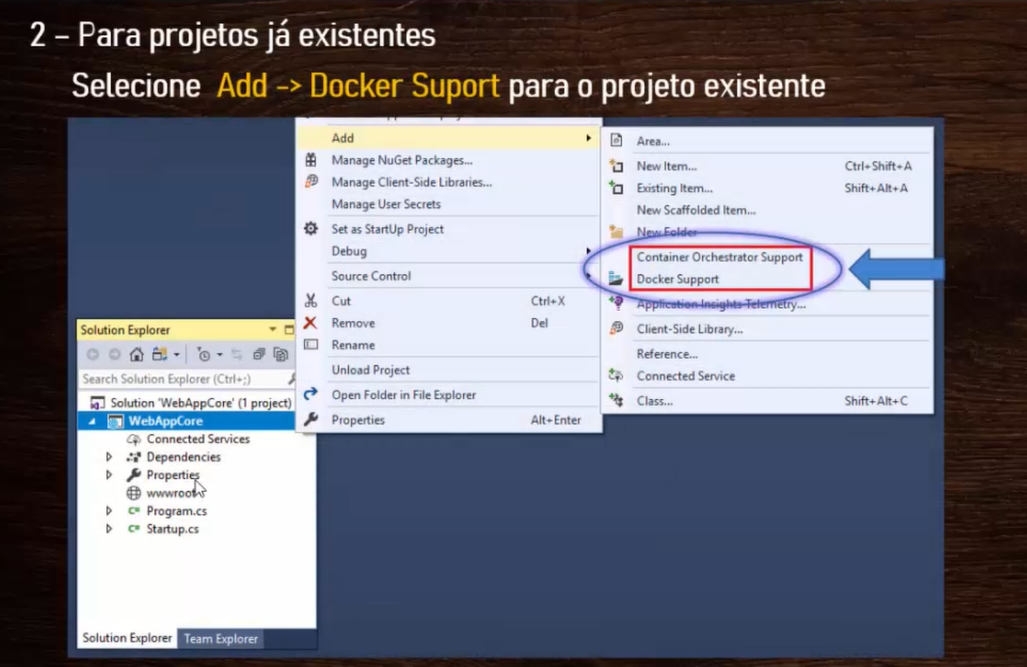 2 – Para projetos já existentes
Selecione Add -> Docker Suport para o projeto existente
Add
Manage NuGet Packages...
Manage Client-Side Libraries...
Manage User Secrets
Set as StartUp Project
Debug
Source Control
Cut Ctrl+X
Remove Del
Rename
Unload Project
Open Folder in File Explorer
Properties Alt+Enter
Area...
New Item... Ctrl+Shift+A
Existing Item... Shift+Alt+A
New Scaffolded Item...
New Folder
Container Orchestrator Support
Docker Support
Application Insights Telemetry...
Client-Side Library...
Reference...
Connected Service
Class... Shift+Alt+C
Solution Explorer
Search Solution Explorer (Ctrl+;)
Solution 'WebAppCore' (1 project)
WebAppCore
Connected Services
Dependencies
Properties
wwwroot
C# Program.cs
C# Startup.cs
Solution Explorer Team Explorer